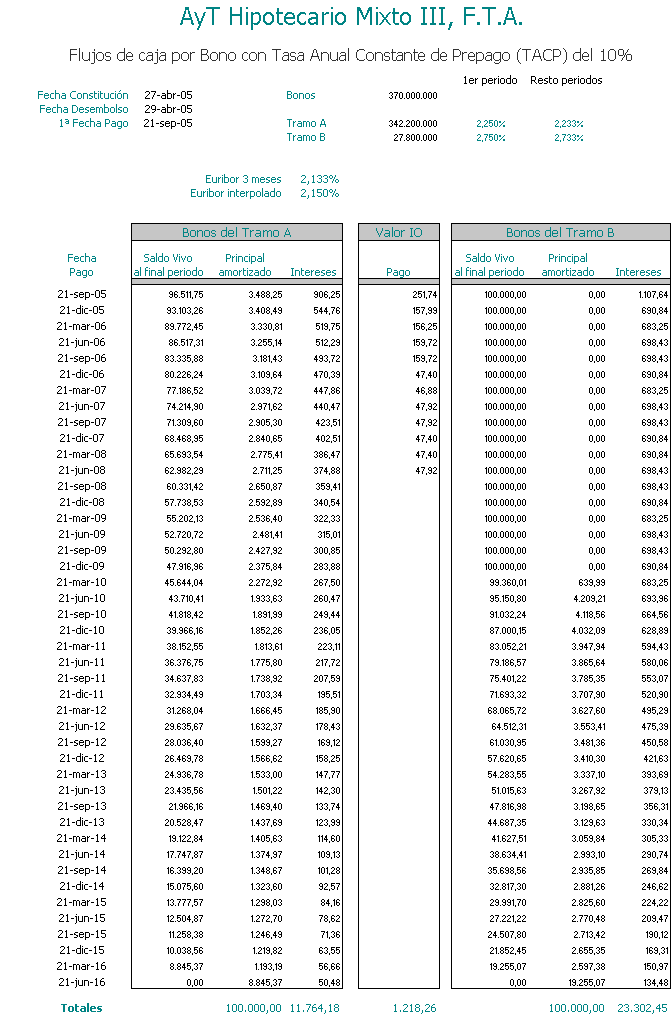 AyT Hipotecario Mixto III, F.T.A.
Flujos de caja por Bono con Tasa Anual Constante de Prepago (TACP) del 10%
1er periodo Resto periodos
Fecha Constitución 27-abr-05 Bonos 370.000.000
Fecha Desembolso 29-abr-05
1ª Fecha Pago 21-sep-05 Tramo A 342.200.000 2,250% 2,233%
Tramo B 27.800.000 2,750% 2,733%
Euribor 3 meses 2,133%
Euribor interpolado 2,150%
Bonos del Tramo A Valor IO Bonos del Tramo B
Fecha Saldo Vivo Principal Saldo Vivo Principal
Pago al final periodo amortizado Intereses Pago al final periodo amortizado Intereses
21-sep-05 96.511,75 3.488,25 906,25 251,74 100.000,00 0,00 1.107,64
21-dic-05 93.103,26 3.408,49 544,76 157,99 100.000,00 0,00 690,84
21-mar-06 89.772,45 3.330,81 519,75 156,25 100.000,00 0,00 683,25
21-jun-06 86.517,31 3.255,14 512,29 159,72 100.000,00 0,00 698,43
21-sep-06 83.335,88 3.181,43 493,72 159,72 100.000,00 0,00 698,43
21-dic-06 80.226,24 3.109,64 470,39 47,40 100.000,00 0,00 690,84
21-mar-07 77.186,52 3.039,72 447,86 46,88 100.000,00 0,00 683,25
21-jun-07 74.214,90 2.971,62 440,47 47,92 100.000,00 0,00 698,43
21-sep-07 71.309,60 2.905,30 423,51 47,92 100.000,00 0,00 698,43
21-dic-07 68.468,95 2.840,65 402,51 47,40 100.000,00 0,00 690,84
21-mar-08 65.693,54 2.775,41 386,47 47,40 100.000,00 0,00 690,84
21-jun-08 62.982,29 2.711,25 374,88 47,92 100.000,00 0,00 698,43
21-sep-08 60.331,42 2.650,87 359,41 100.000,00 0,00 698,43
21-dic-08 57.738,53 2.592,89 340,54 100.000,00 0,00 690,84
21-mar-09 55.202,13 2.536,40 322,33 100.000,00 0,00 683,25
21-jun-09 52.720,72 2.481,41 315,01 100.000,00 0,00 698,43
21-sep-09 50.292,80 2.427,92 300,85 100.000,00 0,00 698,43
21-dic-09 47.916,96 2.375,84 283,88 100.000,00 0,00 690,84
21-mar-10 45.644,04 2.272,92 267,50 99.360,01 639,99 683,25
21-jun-10 43.710,41 1.933,63 260,47 95.150,80 4.209,21 693,96
21-sep-10 41.818,42 1.891,99 249,44 91.032,24 4.118,56 664,56
21-dic-10 39.966,16 1.852,26 236,05 87.000,15 4.032,09 628,89
21-mar-11 38.152,55 1.813,61 223,11 83.052,21 3.947,94 594,43
21-jun-11 36.376,75 1.775,80 217,72 79.186,57 3.865,64 580,06
21-sep-11 34.637,83 1.738,92 207,59 75.401,22 3.785,35 553,07
21-dic-11 32.934,49 1.703,34 195,51 71.693,32 3.707,90 520,90
21-mar-12 31.268,04 1.666,45 185,90 68.065,72 3.627,60 495,29
21-jun-12 29.635,67 1.632,37 178,43 64.512,31 3.553,41 475,39
21-sep-12 28.036,40 1.599,27 169,12 61.030,95 3.481,36 450,58
21-dic-12 26.469,78 1.566,62 158,25 57.620,65 3.410,30 421,63
21-mar-13 24.936,78 1.533,00 147,77 54.283,55 3.337,10 393,69
21-jun-13 23.435,56 1.501,22 142,30 51.015,63 3.267,92 379,13
21-sep-13 21.966,16 1.469,40 133,74 47.816,98 3.198,65 356,31
21-dic-13 20.528,47 1.437,69 123,99 44.687,35 3.129,63 330,34
21-mar-14 19.122,84 1.405,63 114,60 41.627,51 3.059,84 305,33
21-jun-14 17.747,87 1.374,97 109,13 38.634,41 2.993,10 290,74
21-sep-14 16.399,20 1.348,67 101,28 35.698,56 2.935,85 269,84
21-dic-14 15.075,60 1.323,60 92,57 32.817,30 2.881,26 246,62
21-mar-15 13.777,57 1.298,03 84,16 29.991,70 2.825,60 224,22
21-jun-15 12.504,87 1.272,70 78,62 27.221,22 2.770,48 209,47
21-sep-15 11.258,38 1.246,49 71,36 24.507,80 2.713,42 190,12
21-dic-15 10.038,56 1.219,82 63,55 21.852,45 2.655,35 169,31
21-mar-16 8.845,37 1.193,19 56,66 19.255,07 2.597,38 150,97
21-jun-16 0,00 8.845,37 50,48 0,00 19.255,07 134,48
Totales 100.000,00 11.764,18 1.218,26 100.000,00 23.302,45